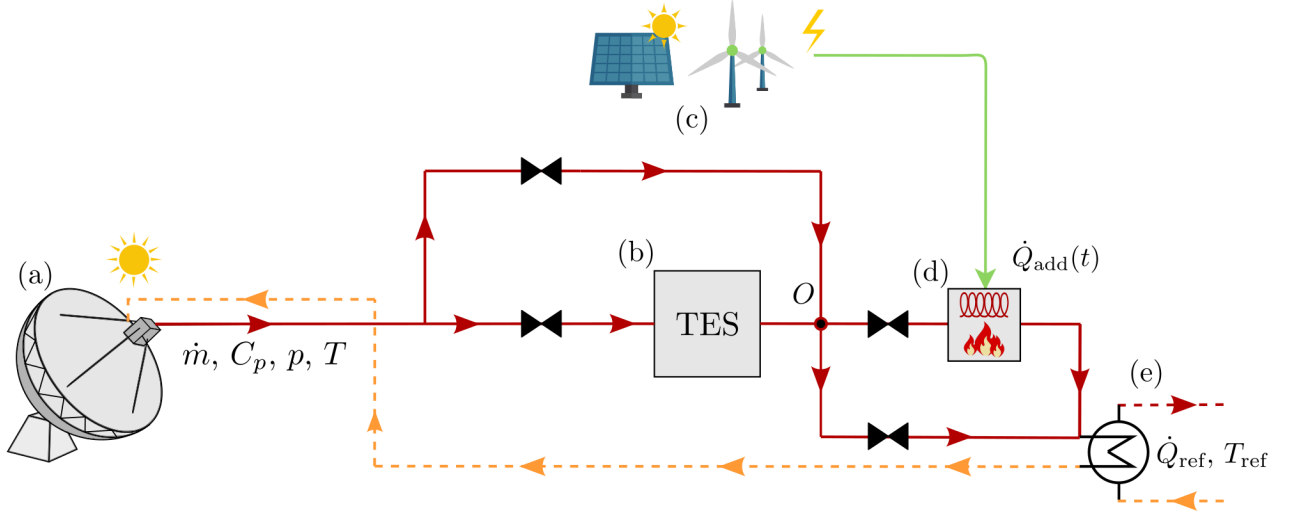 (c)
(a)
(b)
TES
O
(d)
Q̇add(t)
ṁ, Cp, p, T
(e)
Q̇ref, Tref